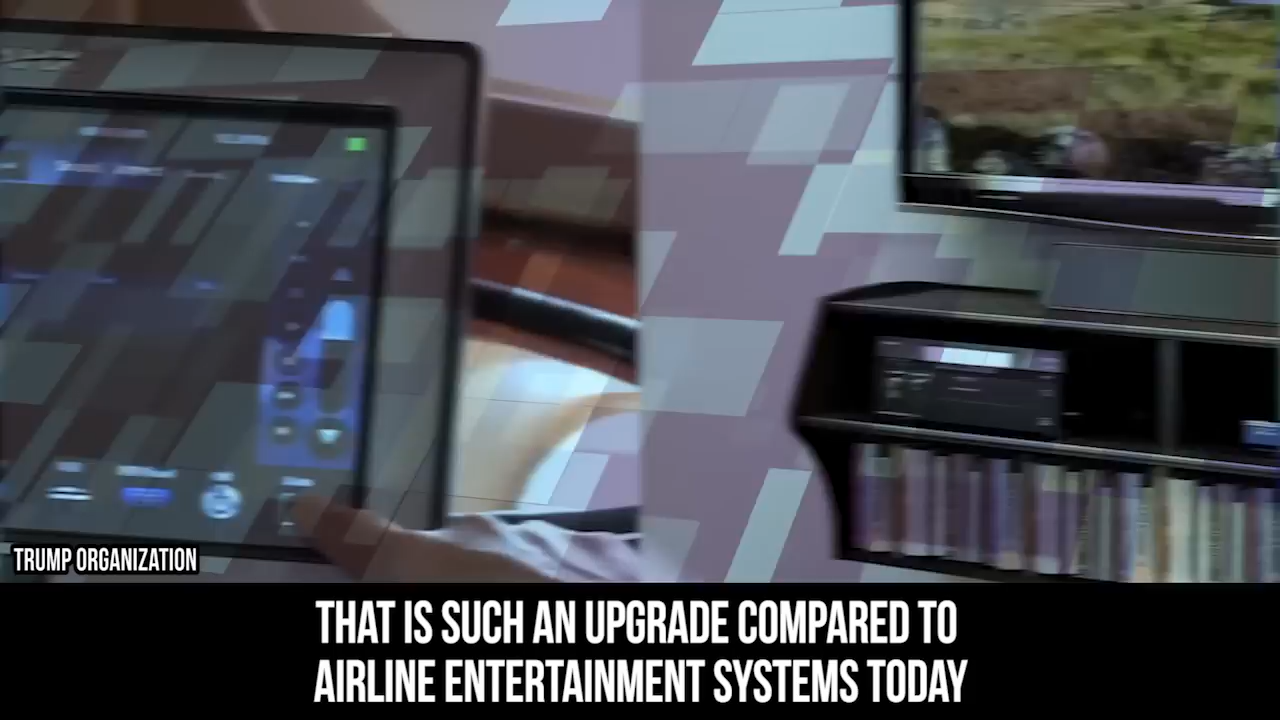 TRUMP ORGANIZATION
THAT IS SUCH AN UPGRADE COMPARED TO
AIRLINE ENTERTAINMENT SYSTEMS TODAY